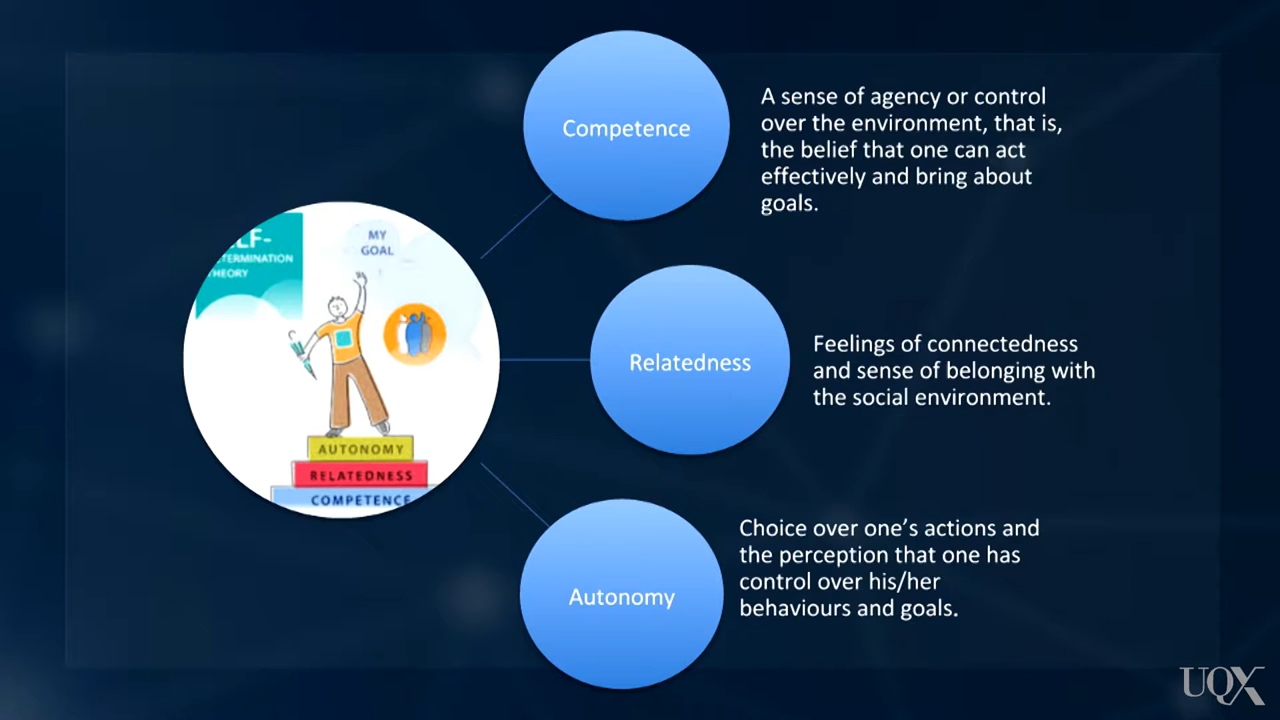 LF-
TERMINATION
HEORY
MY
GOAL
AUTONOMY
RELATEDNESS
COMPETENCE
Competence
A sense of agency or control
over the environment, that is,
the belief that one can act
effectively and bring about
goals.
Relatedness
Feelings of connectedness
and sense of belonging with
the social environment.
Autonomy
Choice over one’s actions and
the perception that one has
control over his/her
behaviours and goals.
UQX